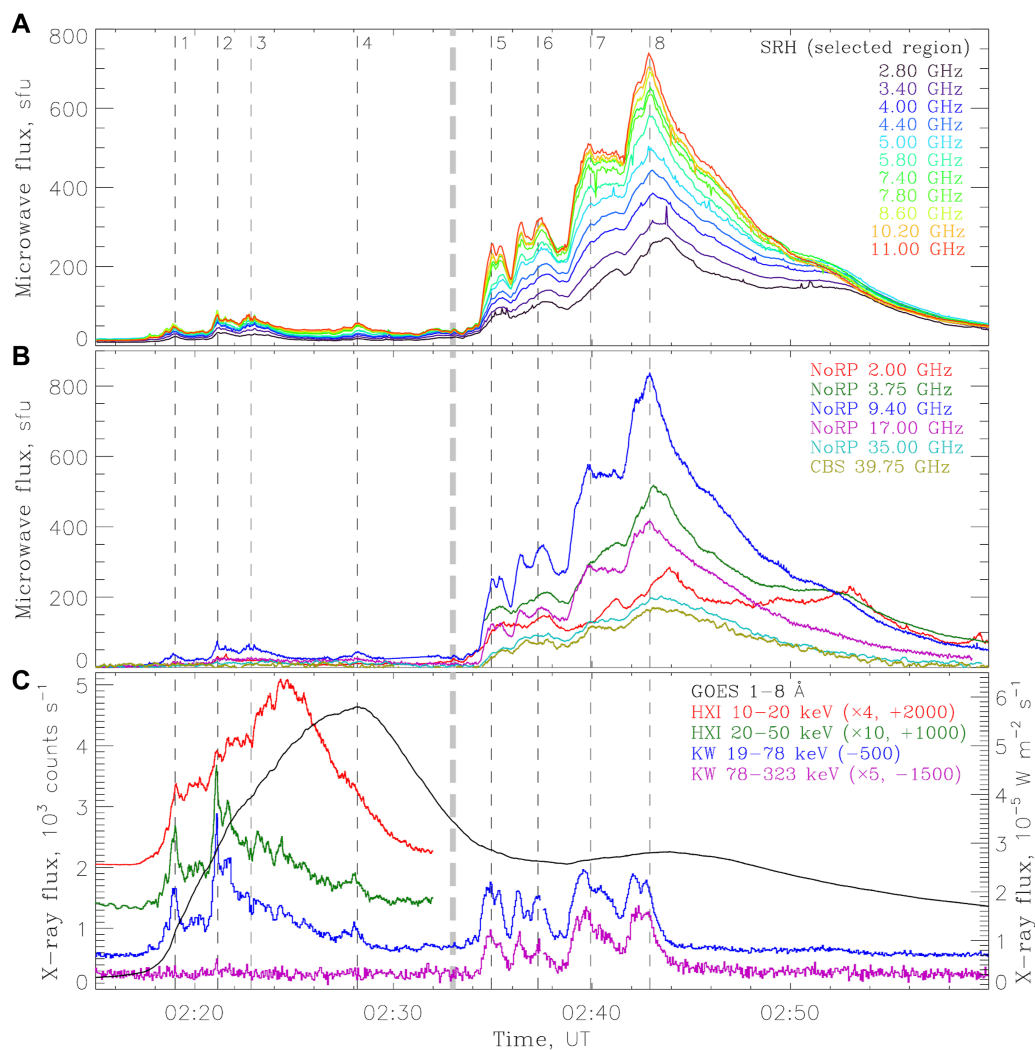 A
Microwave flux, sfu
800
600
400
200
0
1
2
3
4
5
6
7
8
SRH (selected region)
2.80 GHz
3.40 GHz
4.00 GHz
4.40 GHz
5.00 GHz
5.80 GHz
7.40 GHz
7.80 GHz
8.60 GHz
10.20 GHz
11.00 GHz
B
Microwave flux, sfu
800
600
400
200
0
NoRP 2.00 GHz
NoRP 3.75 GHz
NoRP 9.40 GHz
NoRP 17.00 GHz
NoRP 35.00 GHz
CBS 39.75 GHz
C
X-ray flux, 10³ counts s⁻¹
5
4
3
2
1
0
GOES 1-8 Å
HXI 10-20 keV (×4, +2000)
HXI 20-50 keV (×10, +1000)
KW 19-78 keV (-500)
KW 78-323 keV (×5, -1500)
6
5
4
3
2
1
0
X-ray flux, 10⁻⁵ W m⁻² s⁻¹
02:20
02:30
02:40
02:50
Time, UT